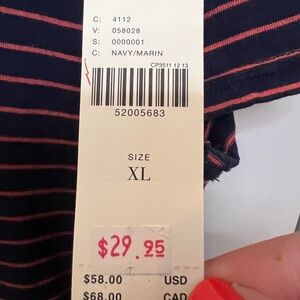 C: 4112
V: 058028
S: 0000001
C: NAVY/MARIN
CP3511 12 13
52005683
SIZE
XL
$29.95
$58.00 USD
$68.00 CAD